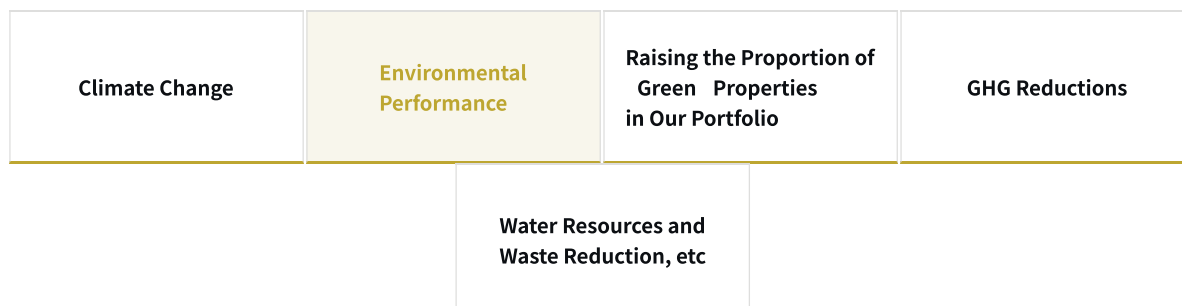 Climate Change
Environmental
Performance
Raising the Proportion of
Green Properties
in Our Portfolio
GHG Reductions
Water Resources and
Waste Reduction, etc